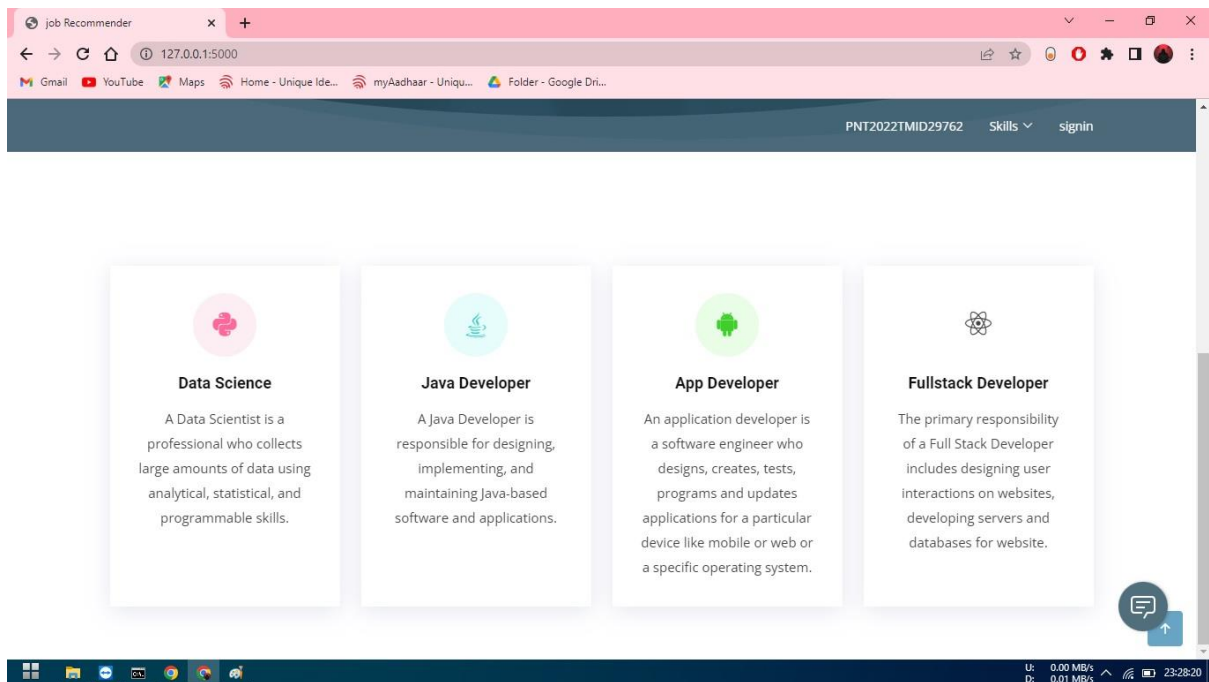 job Recommender
127.0.0.1:5000
Gmail YouTube Maps Home - Unique Ide... myAadhaar - Uniqu... Folder - Google Dri...
PNT2022TMID29762 Skills signin
Data Science
A Data Scientist is a
professional who collects
large amounts of data using
analytical, statistical, and
programmable skills.
Java Developer
A Java Developer is
responsible for designing,
implementing, and
maintaining Java-based
software and applications.
App Developer
An application developer is
a software engineer who
designs, creates, tests,
programs and updates
applications for a particular
device like mobile or web or
a specific operating system.
Fullstack Developer
The primary responsibility
of a Full Stack Developer
includes designing user
interactions on websites,
developing servers and
databases for website.
U: 0.00 MB/s
D: 0.01 MB/s
23:28:20